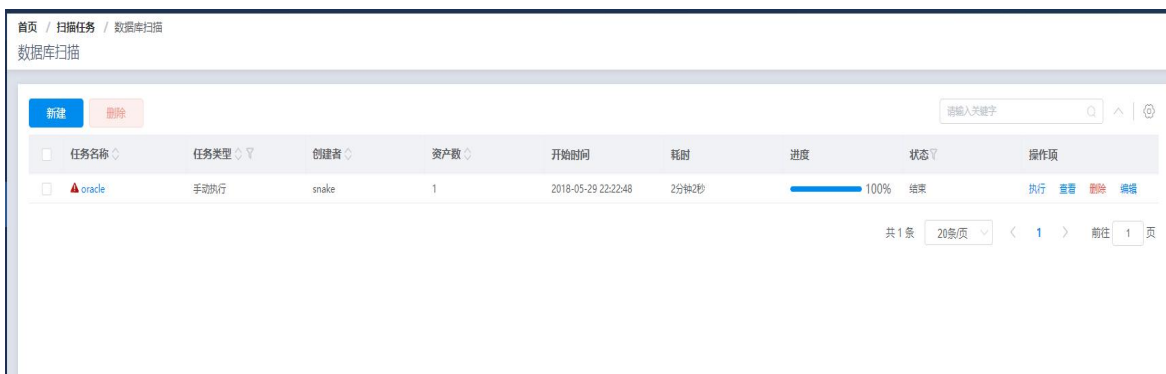 首页 / 扫描任务 / 数据库扫描
数据库扫描
新建 删除 请输入关键字
任务名称 任务类型 创建者 资产数 开始时间 耗时 进度 状态 操作项
oracle 手动执行 snake 1 2018-05-29 22:22:48 2分钟2秒 100% 结束 执行 查看 删除 编辑
共1条 20条/页 1 前往 1 页